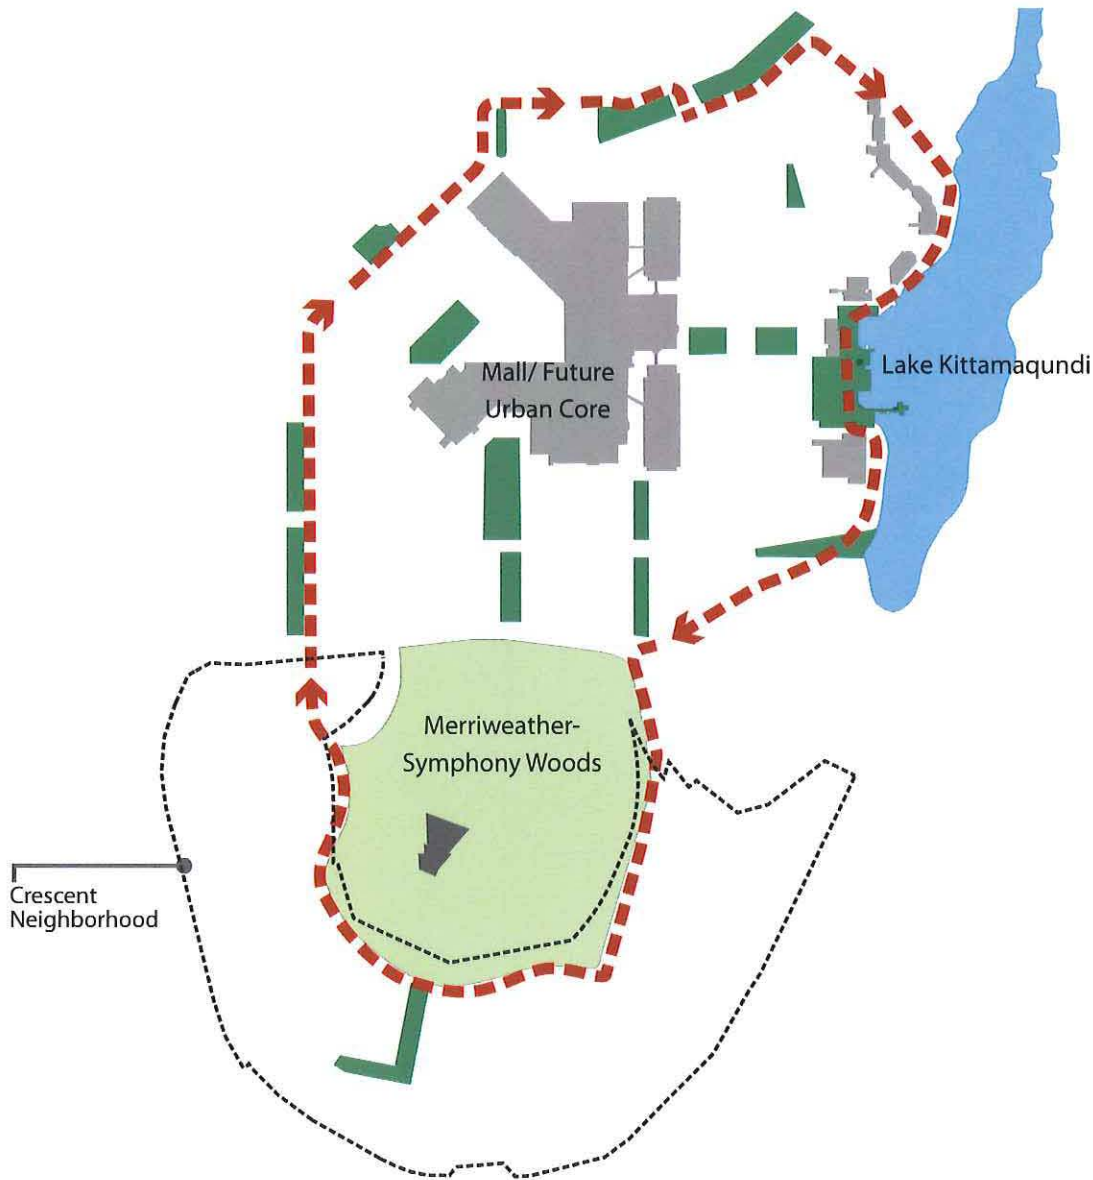 Mall/ Future
Urban Core
Lake Kittamaqundi
Merriweather-
Symphony Woods
Crescent
Neighborhood